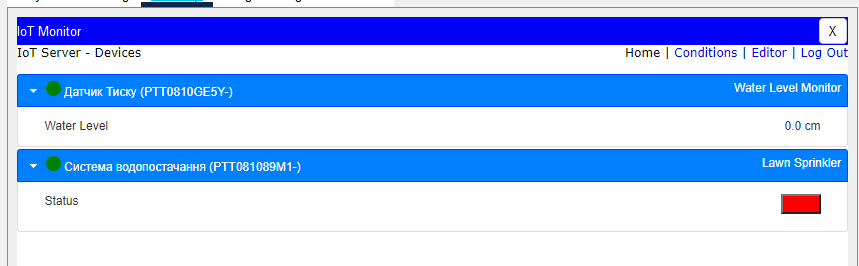 IoT Monitor X
IoT Server - Devices Home | Conditions | Editor | Log Out
Датчик Тиску (PTT0810GE5Y-) Water Level Monitor
Water Level 0.0 cm
Система водопостачання (PTT081089M1-) Lawn Sprinkler
Status